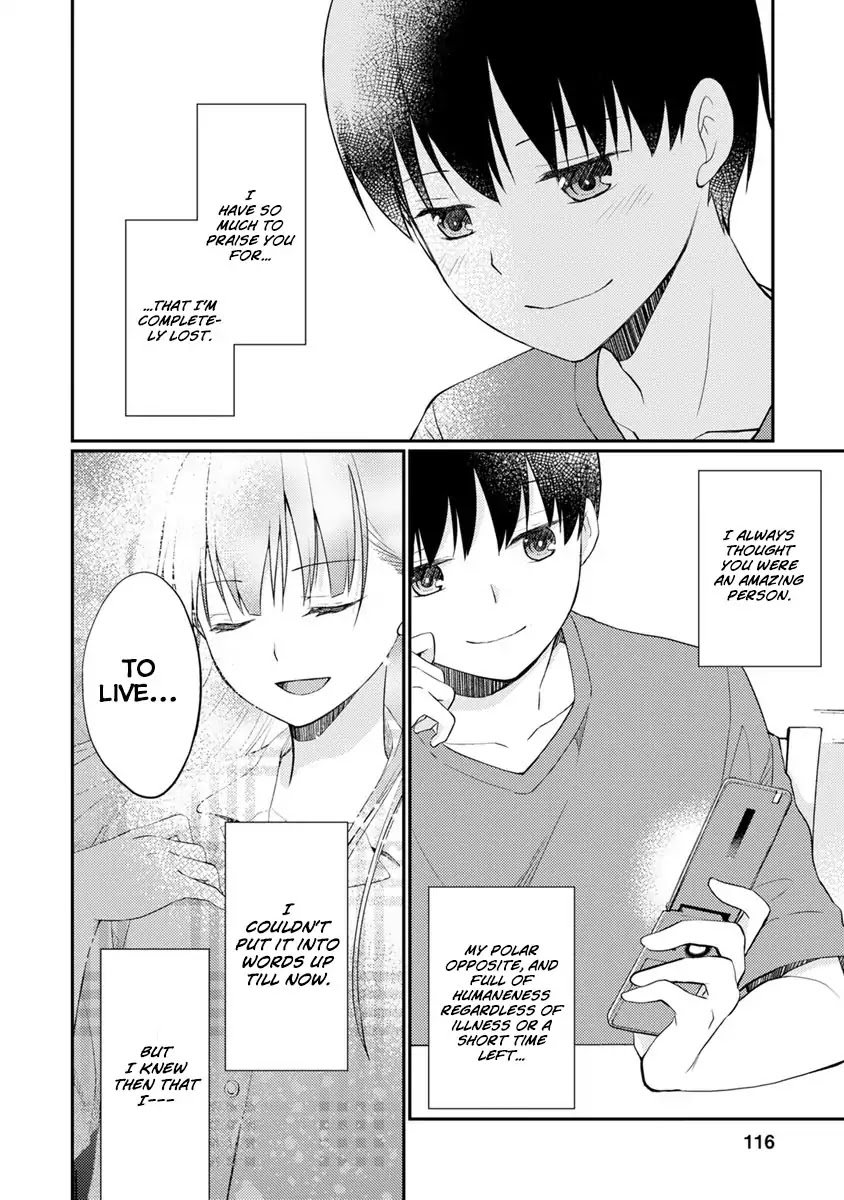 I
HAVE SO
MUCH TO
PRAISE YOU
FOR...
...THAT I'M
COMPLETE-
LY LOST.
I ALWAYS
THOUGHT
YOU WERE
AN AMAZING
PERSON.
MY POLAR
OPPOSITE, AND
FULL OF
HUMANENESS
REGARDLESS OF
ILLNESS OR A
SHORT TIME
LEFT...
TO
LIVE...
I
COULDN'T
PUT IT INTO
WORDS UP
TILL NOW.
BUT
I KNEW
THEN THAT
I---
116